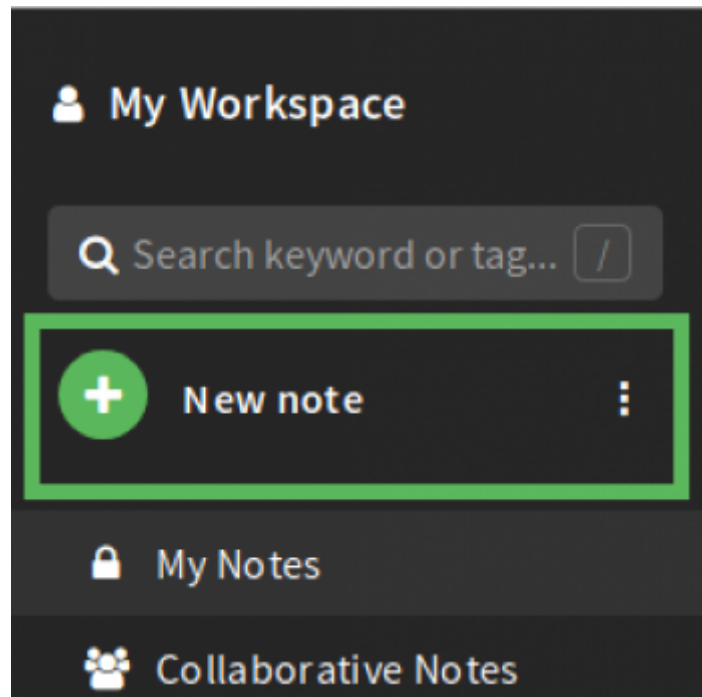 My Workspace
Search keyword or tag... /
New note
My Notes
Collaborative Notes